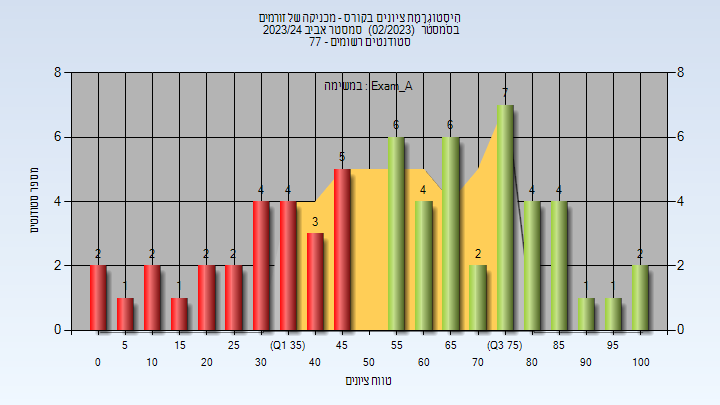 היסטוגרמת ציונים בקורס - מכניקה של זורמים
בסמסטר (02/2023) סמסטר אביב 2023/24
סטודנטים רשומים - 77
במשימה : Exam_A
מספר סטודנטים
8 8
6 6
4 4
2 2
0 0
2 1 2 1 2 2 4 4 3 5 6 4 6 2 7 4 4 1 1 2
5 15 25 (Q1 35) 45 55 65 (Q3 75) 85 95
0 10 20 30 40 50 60 70 80 90 100
טווח ציונים